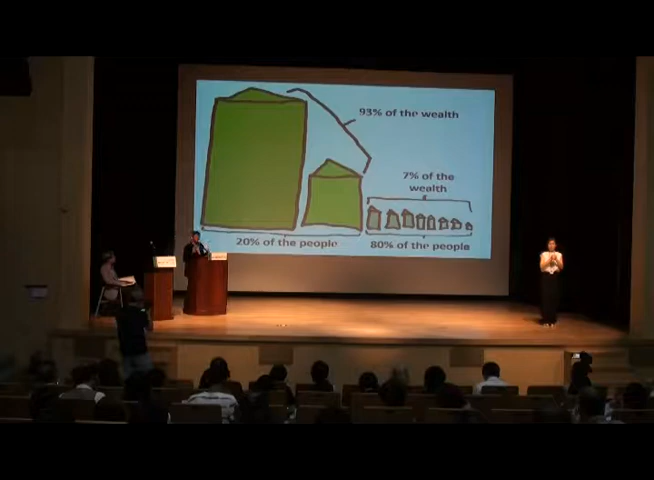 93% of the wealth
7% of the
wealth
20% of the people
80% of the people